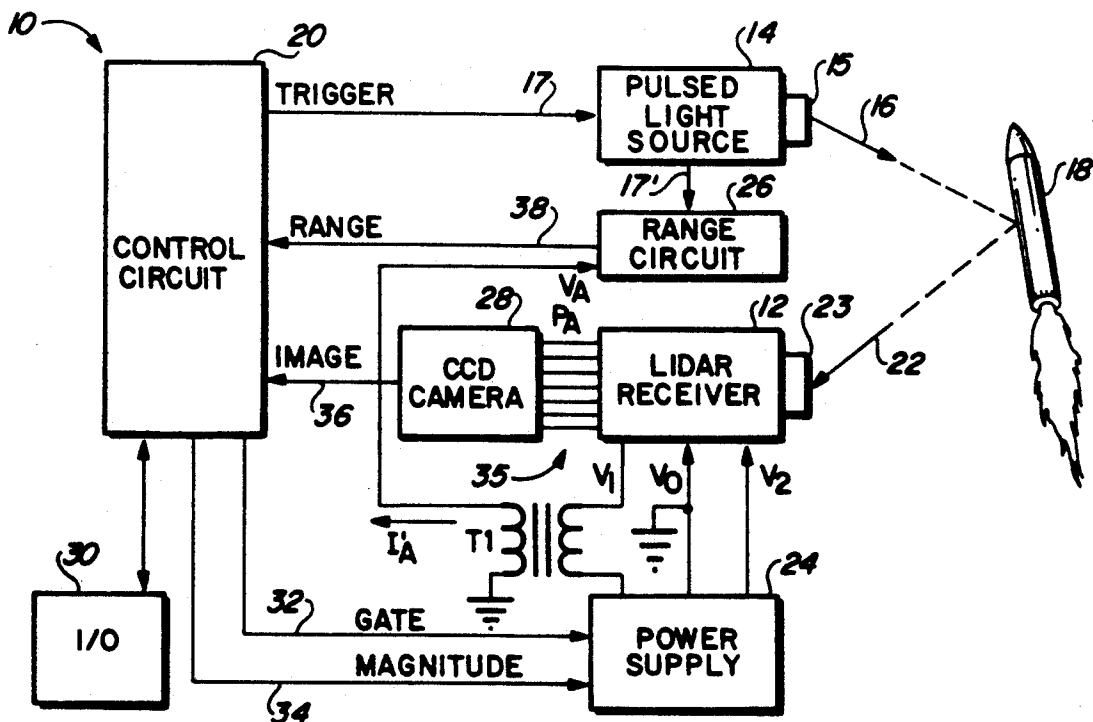 10
20
14
15
TRIGGER
17
PULSED
LIGHT
SOURCE
16
18
17'
26
38
RANGE
RANGE
CIRCUIT
CONTROL
CIRCUIT
VA
PA
28
12
23
IMAGE
36
CCD
CAMERA
LIDAR
RECEIVER
22
35
V1
V0
V2
I'A
T1
24
30
I/O
32
GATE
MAGNITUDE
34
POWER
SUPPLY